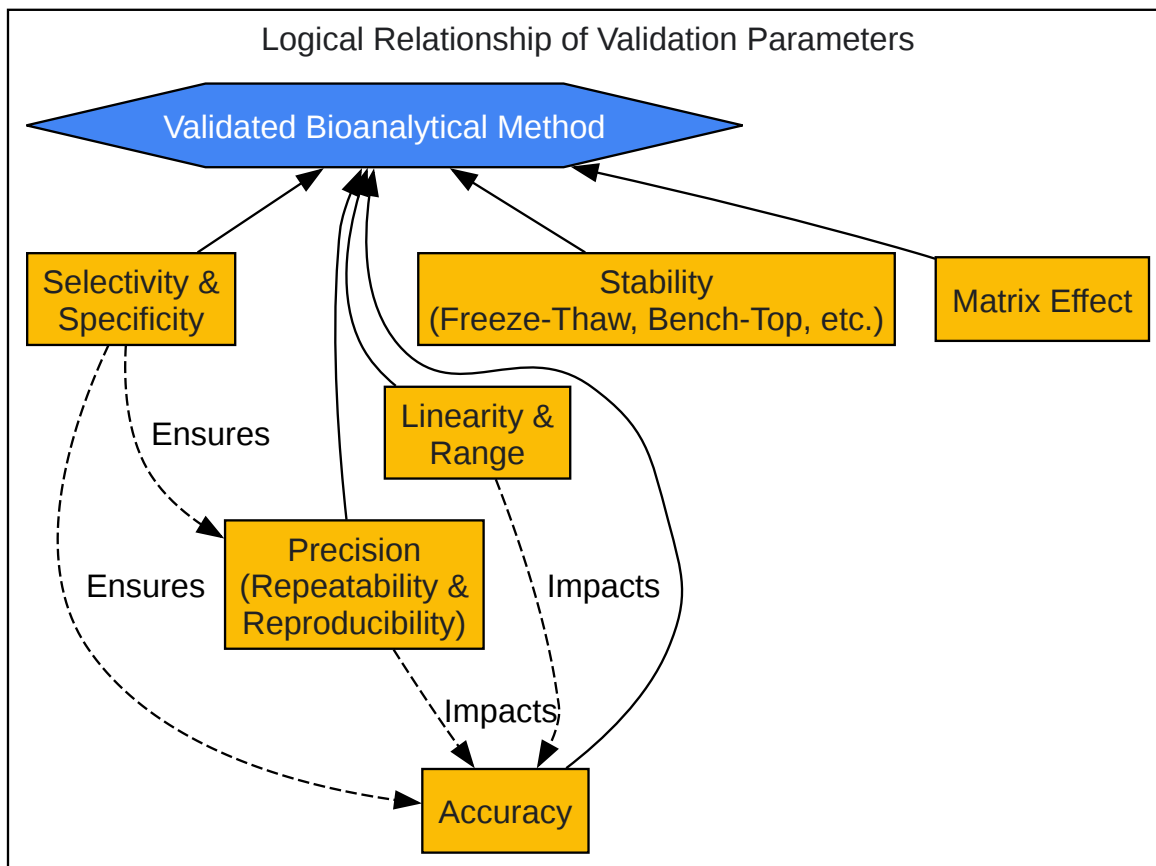 Logical Relationship of Validation Parameters
Validated Bioanalytical Method
Selectivity &
Specificity
Stability
(Freeze-Thaw, Bench-Top, etc.)
Matrix Effect
Linearity &
Range
Ensures
Precision
(Repeatability &
Reproducibility)
Ensures
Impacts
Impacts
Accuracy